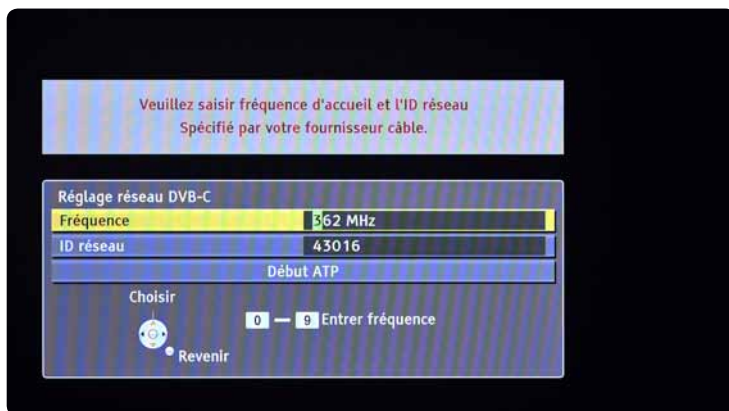 Veuillez saisir fréquence d'accueil et l'ID réseau
Spécifié par votre fournisseur câble.
Réglage réseau DVB-C
Fréquence 362 MHz
ID réseau 43016
Début ATP
Choisir
0 — 9 Entrer fréquence
Revenir